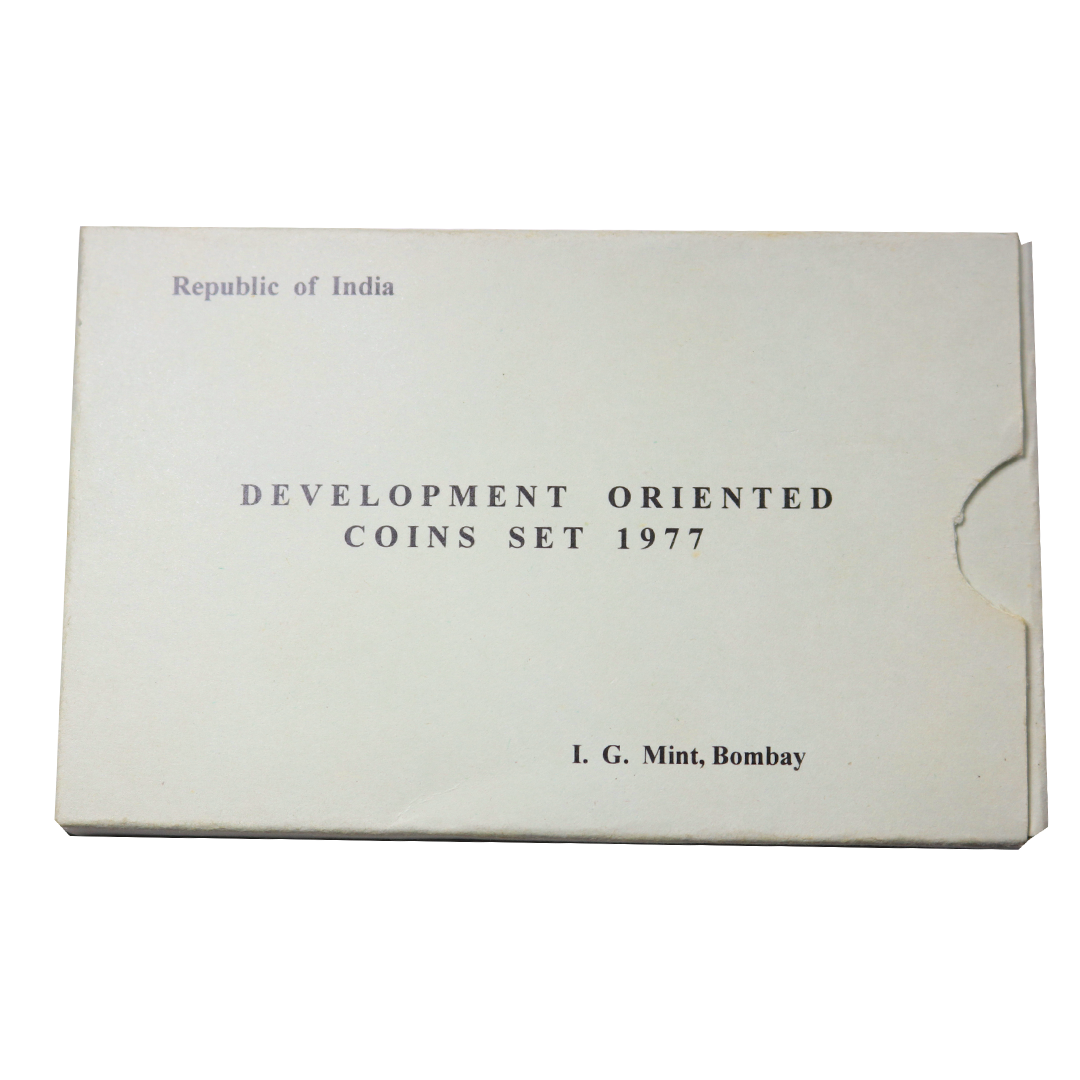 Republic of India
DEVELOPMENT ORIENTED
COINS SET 1977
I. G. Mint, Bombay